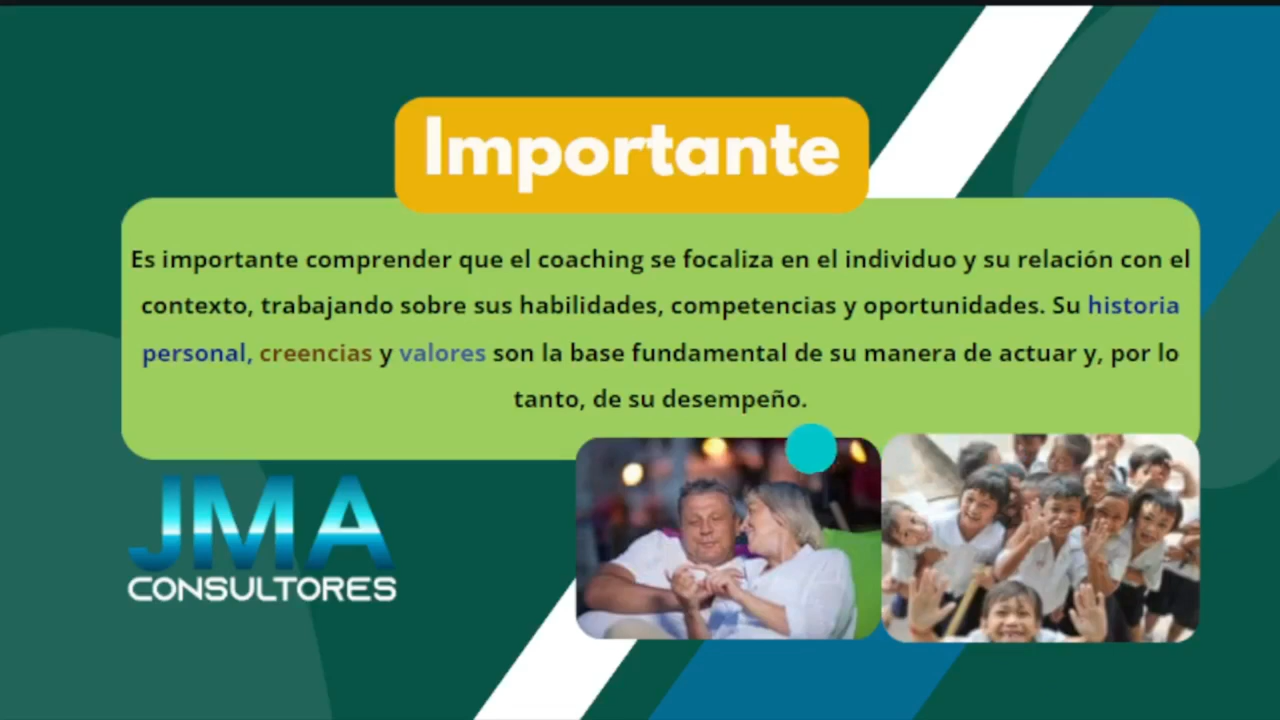 Importante
Es importante comprender que el coaching se focaliza en el individuo y su relación con el
contexto, trabajando sobre sus habilidades, competencias y oportunidades. Su historia
personal, creencias y valores son la base fundamental de su manera de actuar y, por lo
tanto, de su desempeño.
JMA
CONSULTORES